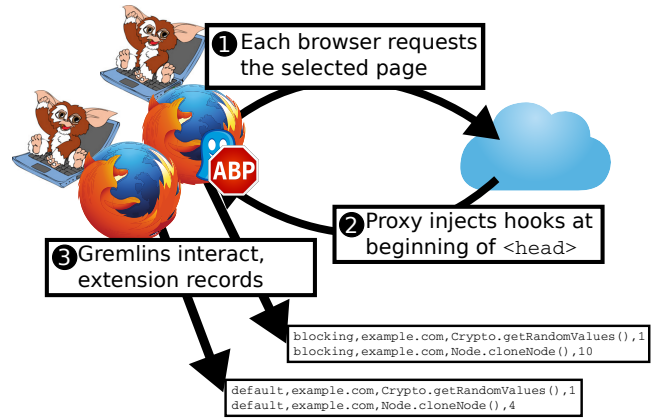 ❶ Each browser requests
the selected page
ABP
❷ Proxy injects hooks at
beginning of <head>
❸ Gremlins interact,
extension records
blocking,example.com,Crypto.getRandomValues(),1
blocking,example.com,Node.cloneNode(),10
default,example.com,Crypto.getRandomValues(),1
default,example.com,Node.cloneNode(),4